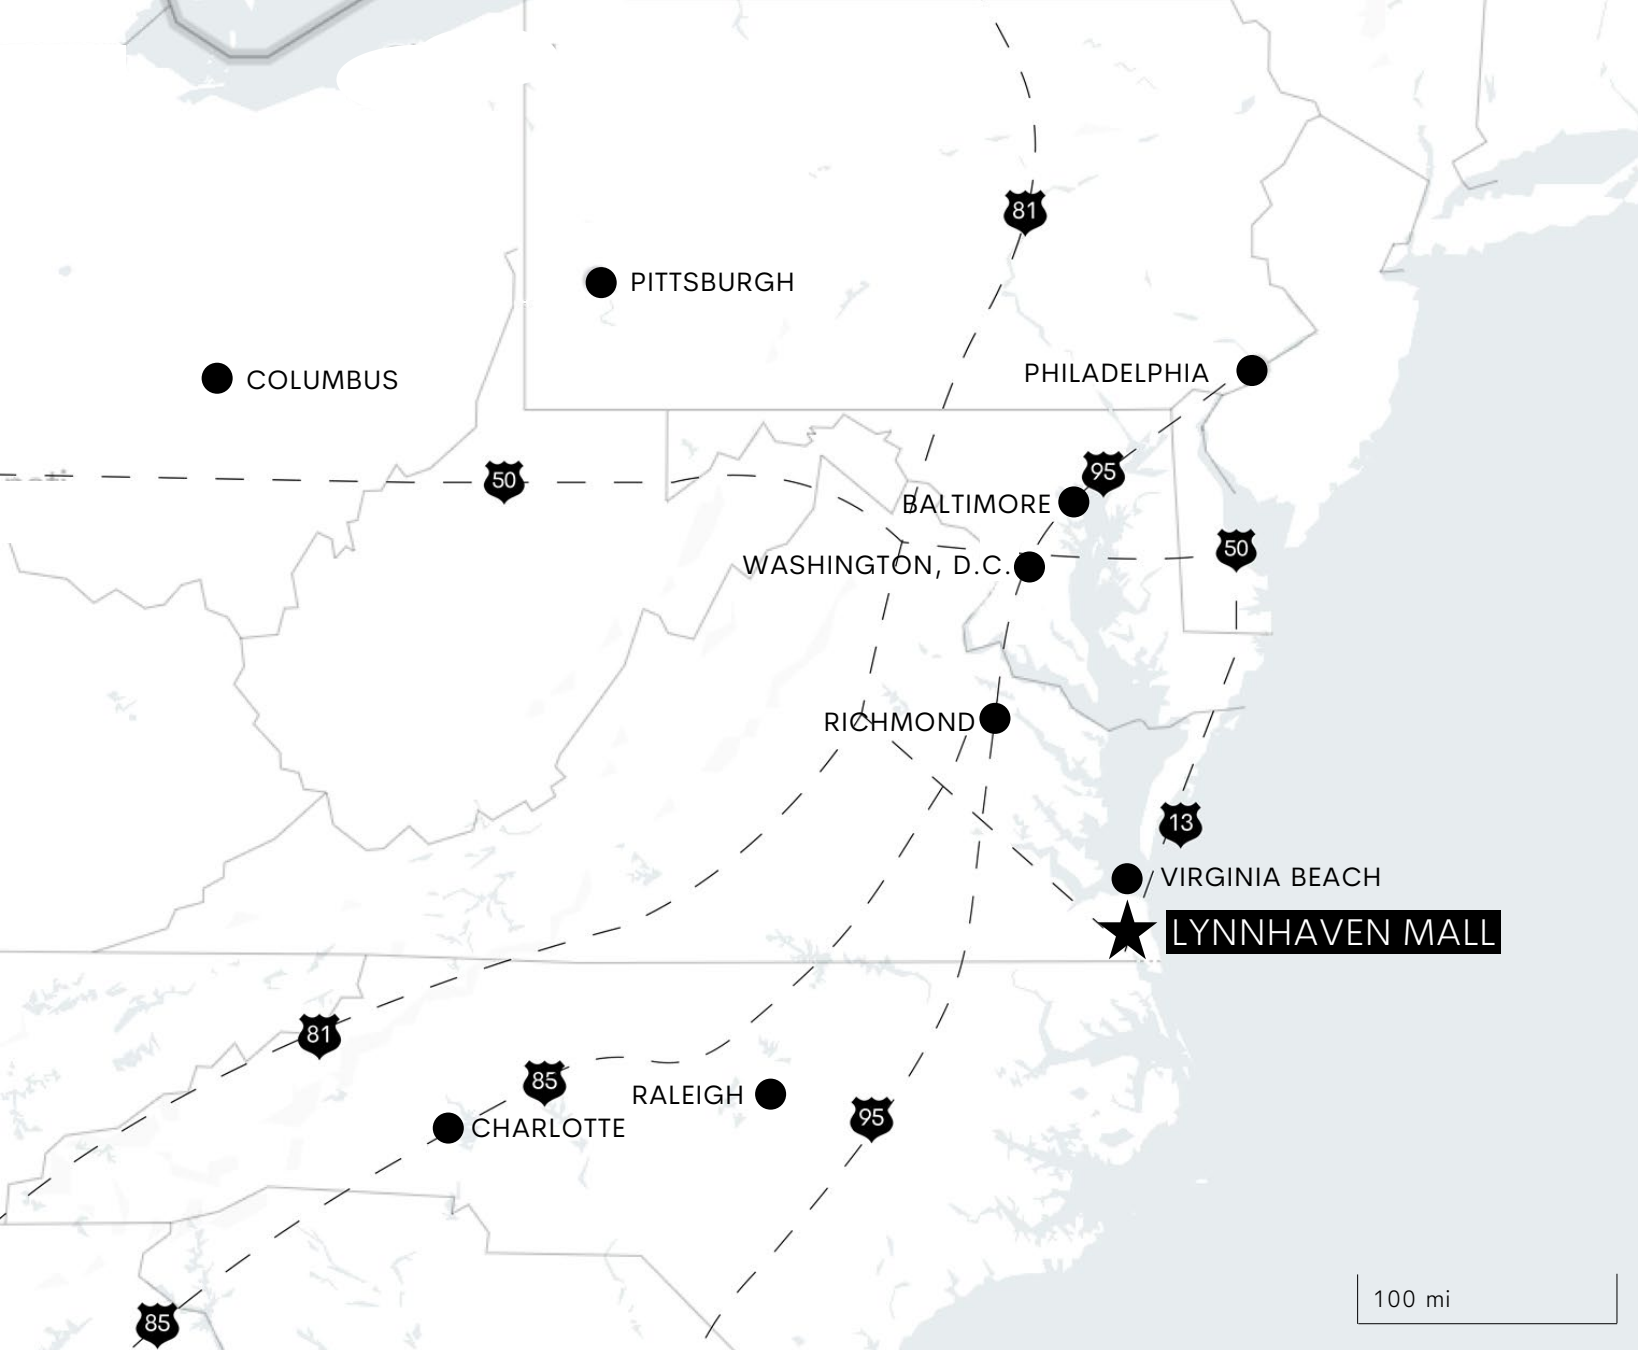 81
PITTSBURGH
COLUMBUS
PHILADELPHIA
50
95
BALTIMORE
50
WASHINGTON, D.C.
RICHMOND
13
VIRGINIA BEACH
LYNNHAVEN MALL
81
85
RALEIGH
95
CHARLOTTE
85
100 mi